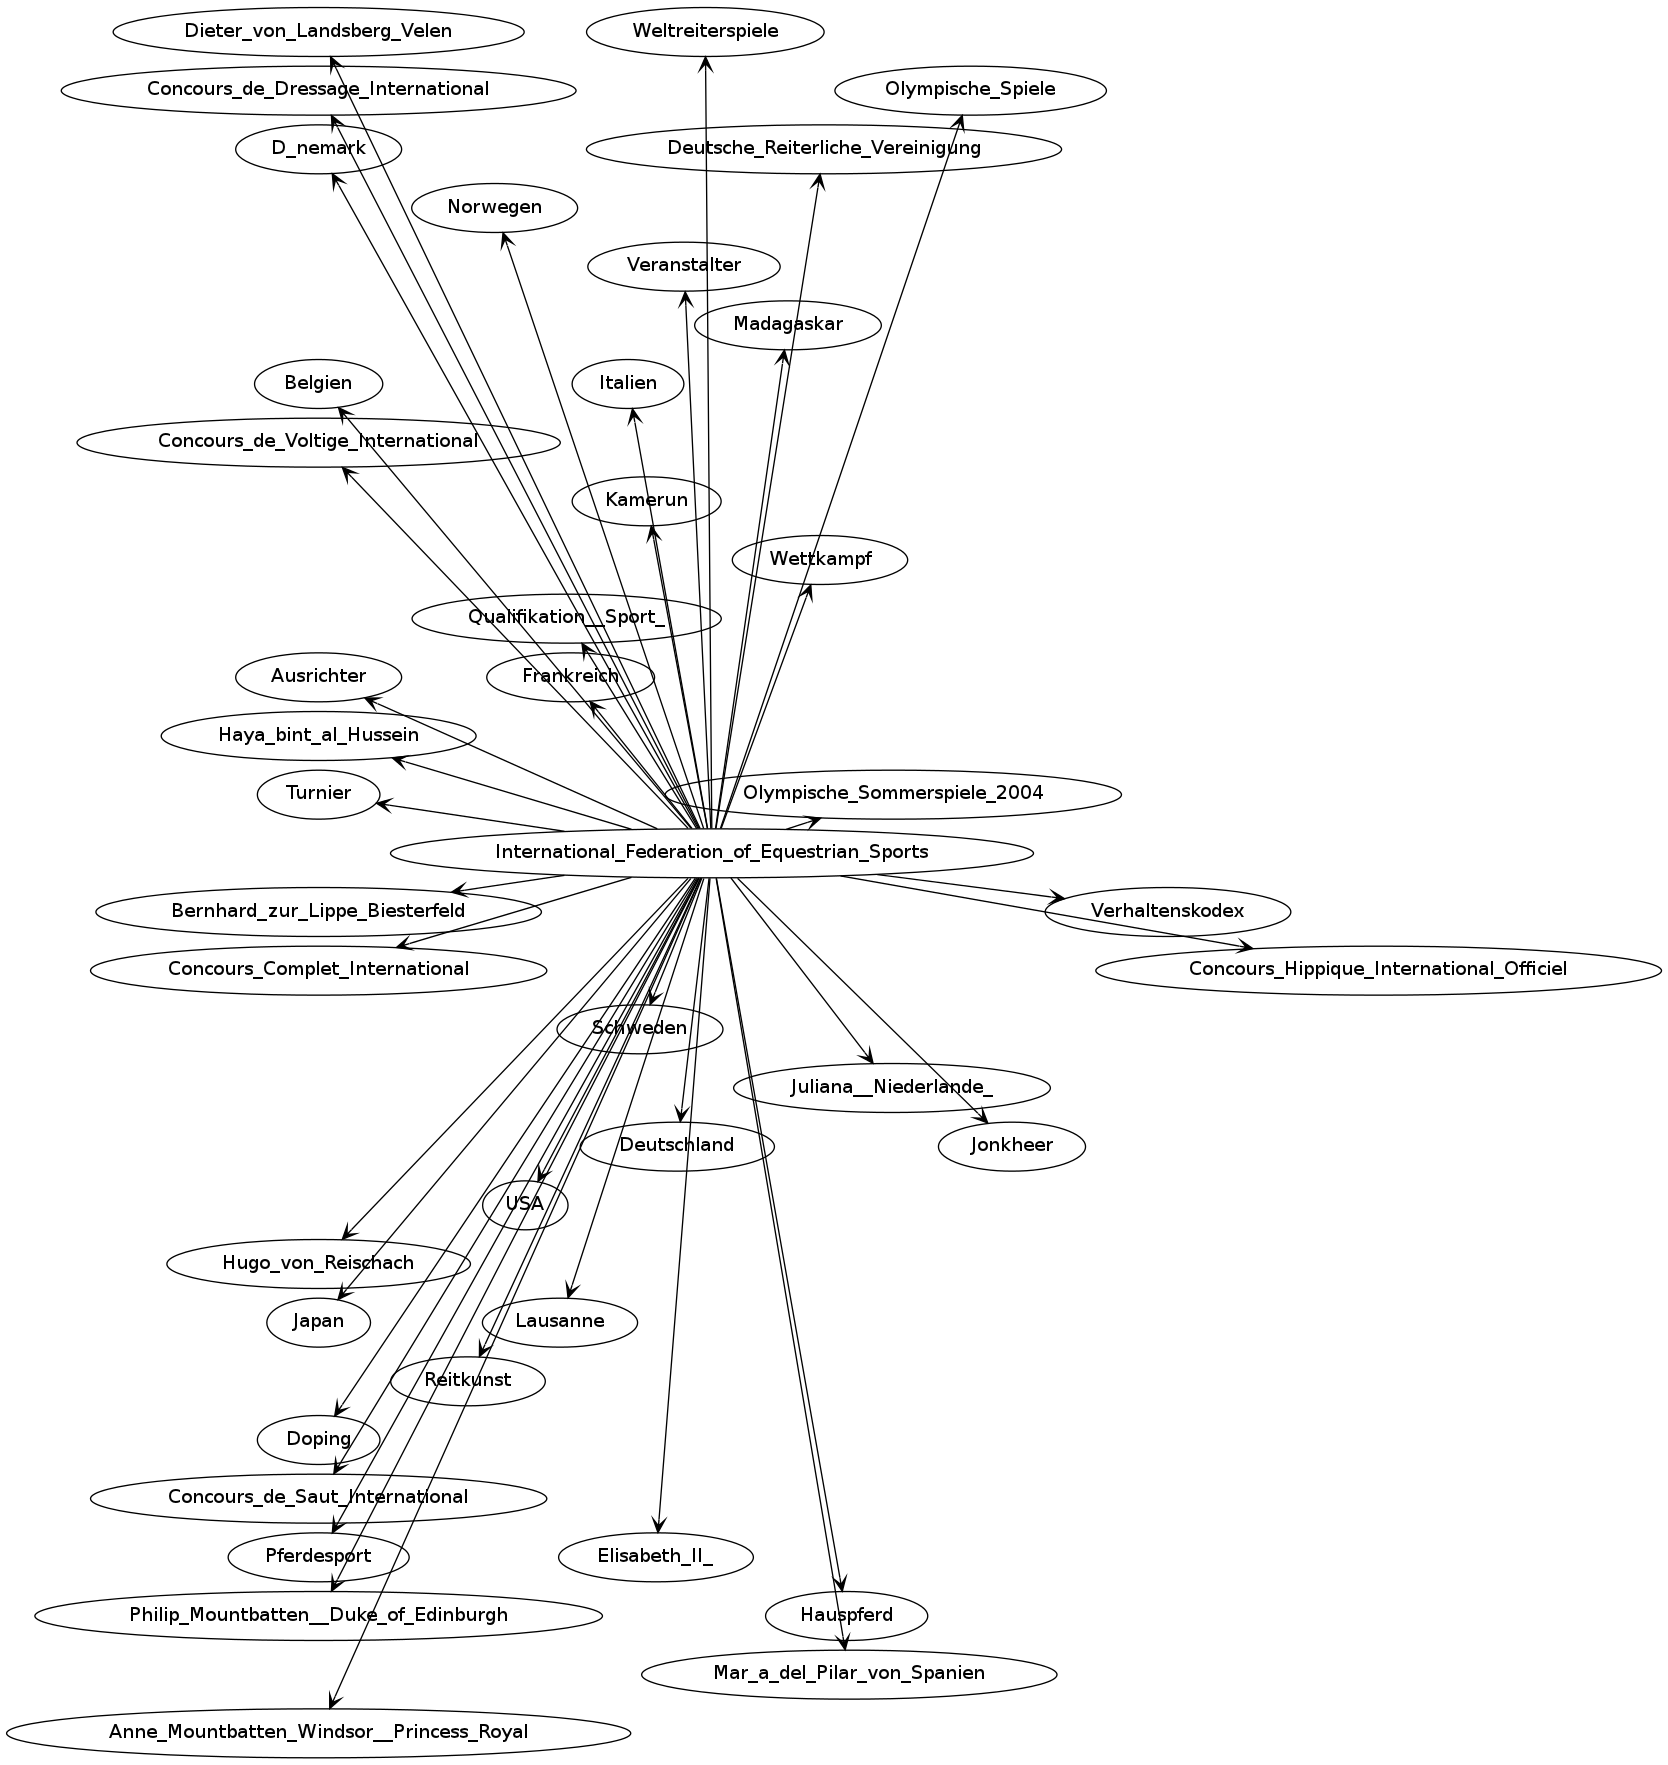 Dieter_von_Landsberg_Velen
Weltreiterspiele
Concours_de_Dressage_International
Olympische_Spiele
D_nemark
Deutsche_Reiterliche_Vereinigung
Norwegen
Veranstalter
Madagaskar
Belgien
Italien
Concours_de_Voltige_International
Kamerun
Wettkampf
Qualifikation__Sport_
Ausrichter
Frankreich
Haya_bint_al_Hussein
Turnier
Olympische_Sommerspiele_2004
International_Federation_of_Equestrian_Sports
Bernhard_zur_Lippe_Biesterfeld
Verhaltenskodex
Concours_Complet_International
Concours_Hippique_International_Officiel
Schweden
Juliana__Niederlande_
Deutschland
Jonkheer
USA
Hugo_von_Reischach
Japan
Lausanne
Reitkunst
Doping
Concours_de_Saut_International
Pferdesport
Elisabeth_II_
Philip_Mountbatten__Duke_of_Edinburgh
Hauspferd
Mar_a_del_Pilar_von_Spanien
Anne_Mountbatten_Windsor__Princess_Royal